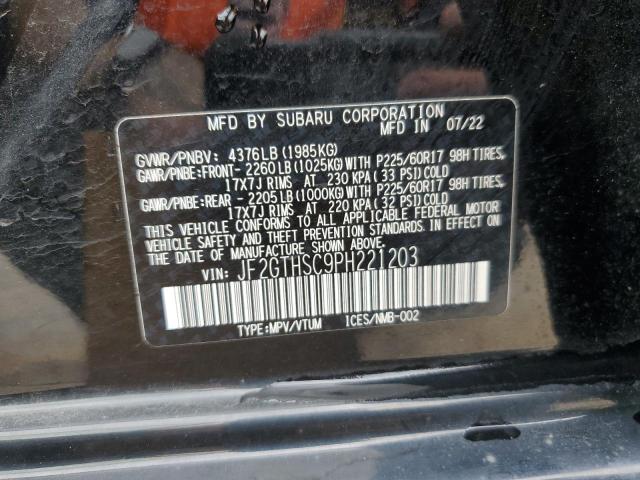 MFD BY SUBARU CORPORATION
MFD IN 07/22
GVWR/PNBV: 4376LB (1985KG)
GAWR/PNBE:FRONT- 2260LB (1025KG)WITH P225/60R17 98H TIRES,
17X7J RIMS AT 230 KPA (33 PSI)COLD
GAWR/PNBE:REAR - 2205LB (1000KG)WITH P225/60R17 98H TIRES,
17X7J RIMS AT 220 KPA (32 PSI)COLD
THIS VEHICLE CONFORMS TO ALL APPLICABLE FEDERAL MOTOR
VEHICLE SAFETY AND THEFT PREVENTION STANDARDS IN EFFECT ON
THE DATE OF MANUFACTURE SHOWN ABOVE.
VIN: JF2GTHSC9PH221203
TYPE:MPV/VTUM ICES/NMB-002